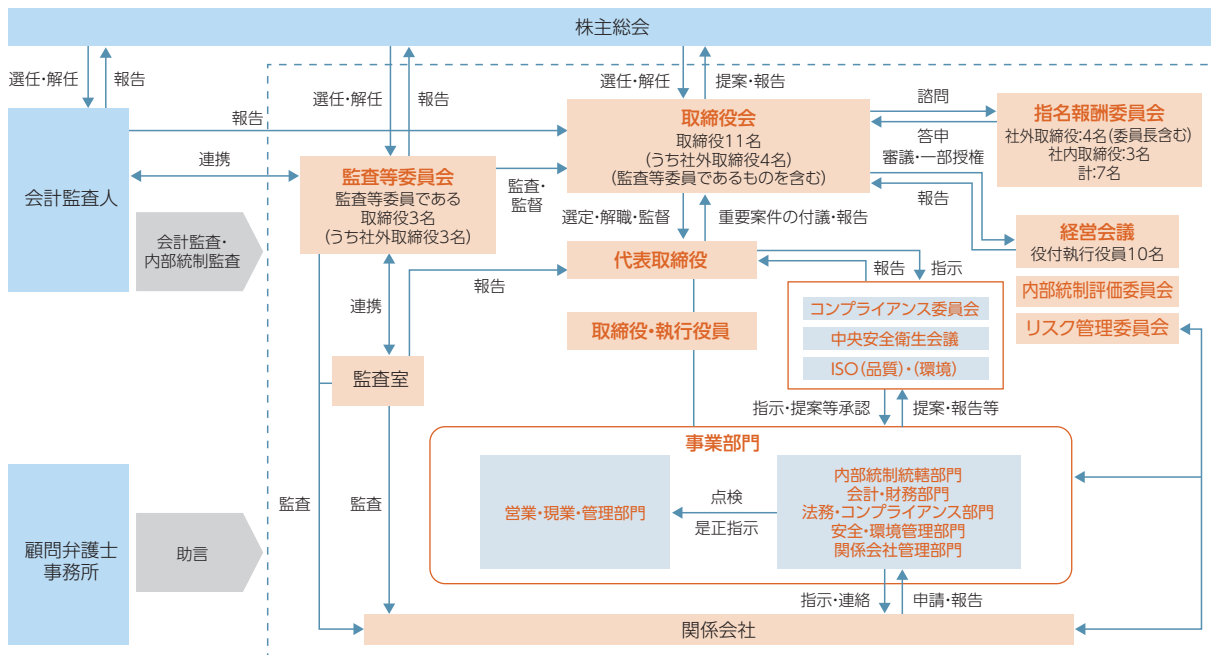 株主総会
選任・解任
報告
選任・解任
報告
選任・解任
提案・報告
会計監査人
報告
連携
会計監査・
内部統制監査
監査等委員会
監査等委員である
取締役3名
(うち社外取締役3名)
監査・
監督
取締役会
取締役11名
(うち社外取締役4名)
(監査等委員であるものを含む)
諮問
答申
審議・一部授権
報告
指名報酬委員会
社外取締役:4名(委員長含む)
社内取締役:3名
計:7名
選定・解職・監督
重要案件の付議・報告
経営会議
役付執行役員10名
内部統制評価委員会
リスク管理委員会
代表取締役
報告
指示
報告
連携
取締役・執行役員
コンプライアンス委員会
中央安全衛生会議
ISO(品質)・(環境)
監査室
指示・提案等承認
提案・報告等
事業部門
営業・現業・管理部門
点検
是正指示
内部統制統轄部門
会計・財務部門
法務・コンプライアンス部門
安全・環境管理部門
関係会社管理部門
監査
監査
顧問弁護士
事務所
助言
指示・連絡
申請・報告
関係会社